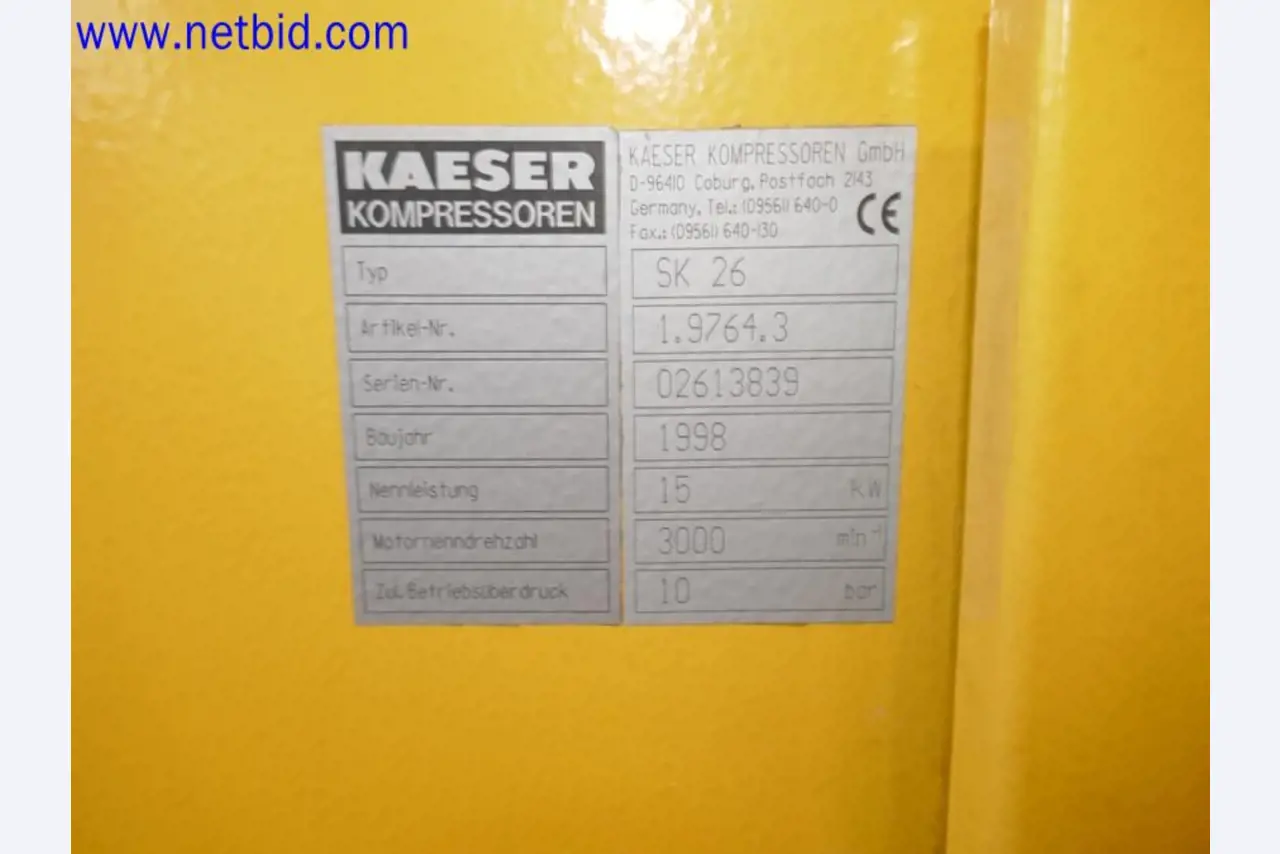 www.netbid.com
KAESER
KOMPRESSOREN
KAESER KOMPRESSOREN GmbH
D-96410 Coburg, Postfach 2143
Germany, Tel.: (09561) 640-0
Fax.: (09561) 640-130
CE
Typ SK 26
Artikel-Nr. 1.9764.3
Serien-Nr. 02613839
Baujahr 1998
Nennleistung 15 kW
Motornenndrehzahl 3000 min⁻¹
Zul. Betriebsüberdruck 10 bar